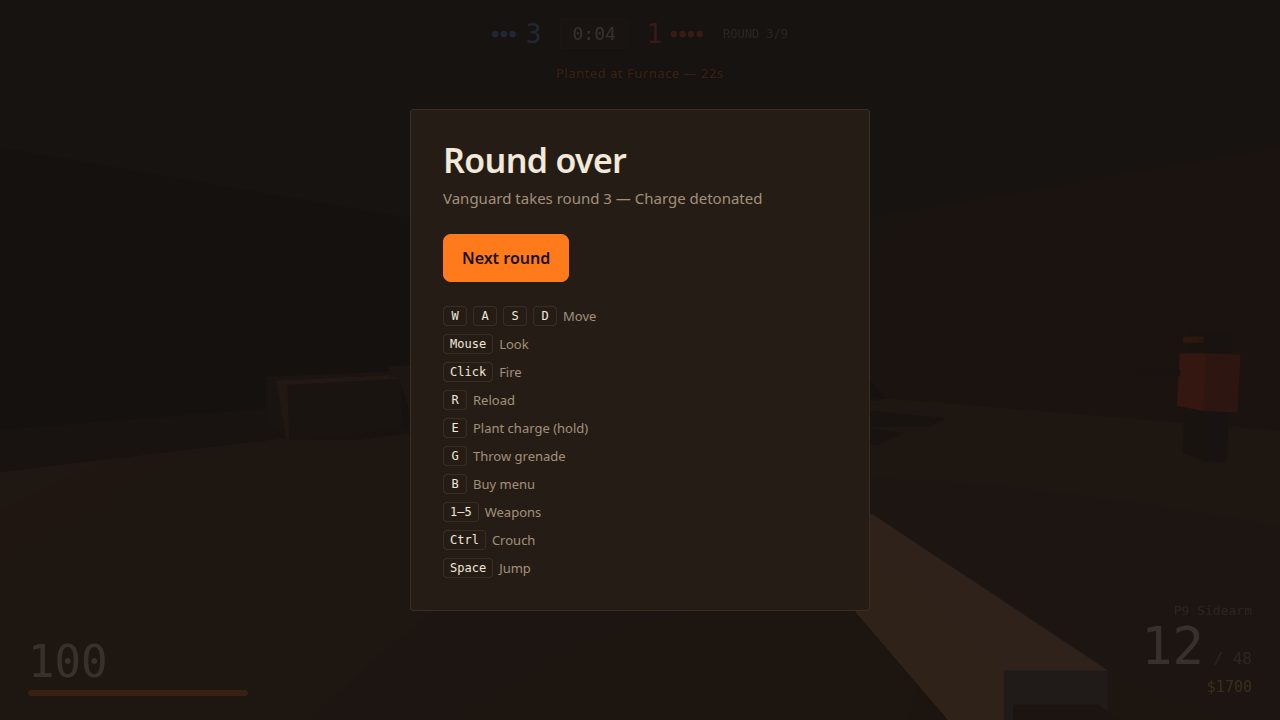 3 0:04 1 ROUND 3/9
Planted at Furnace — 22s
Round over
Vanguard takes round 3 — Charge detonated
Next round
W A S D Move
Mouse Look
Click Fire
R Reload
E Plant charge (hold)
G Throw grenade
B Buy menu
1–5 Weapons
Ctrl Crouch
Space Jump
P9 Sidearm
100
12 / 48
$1700